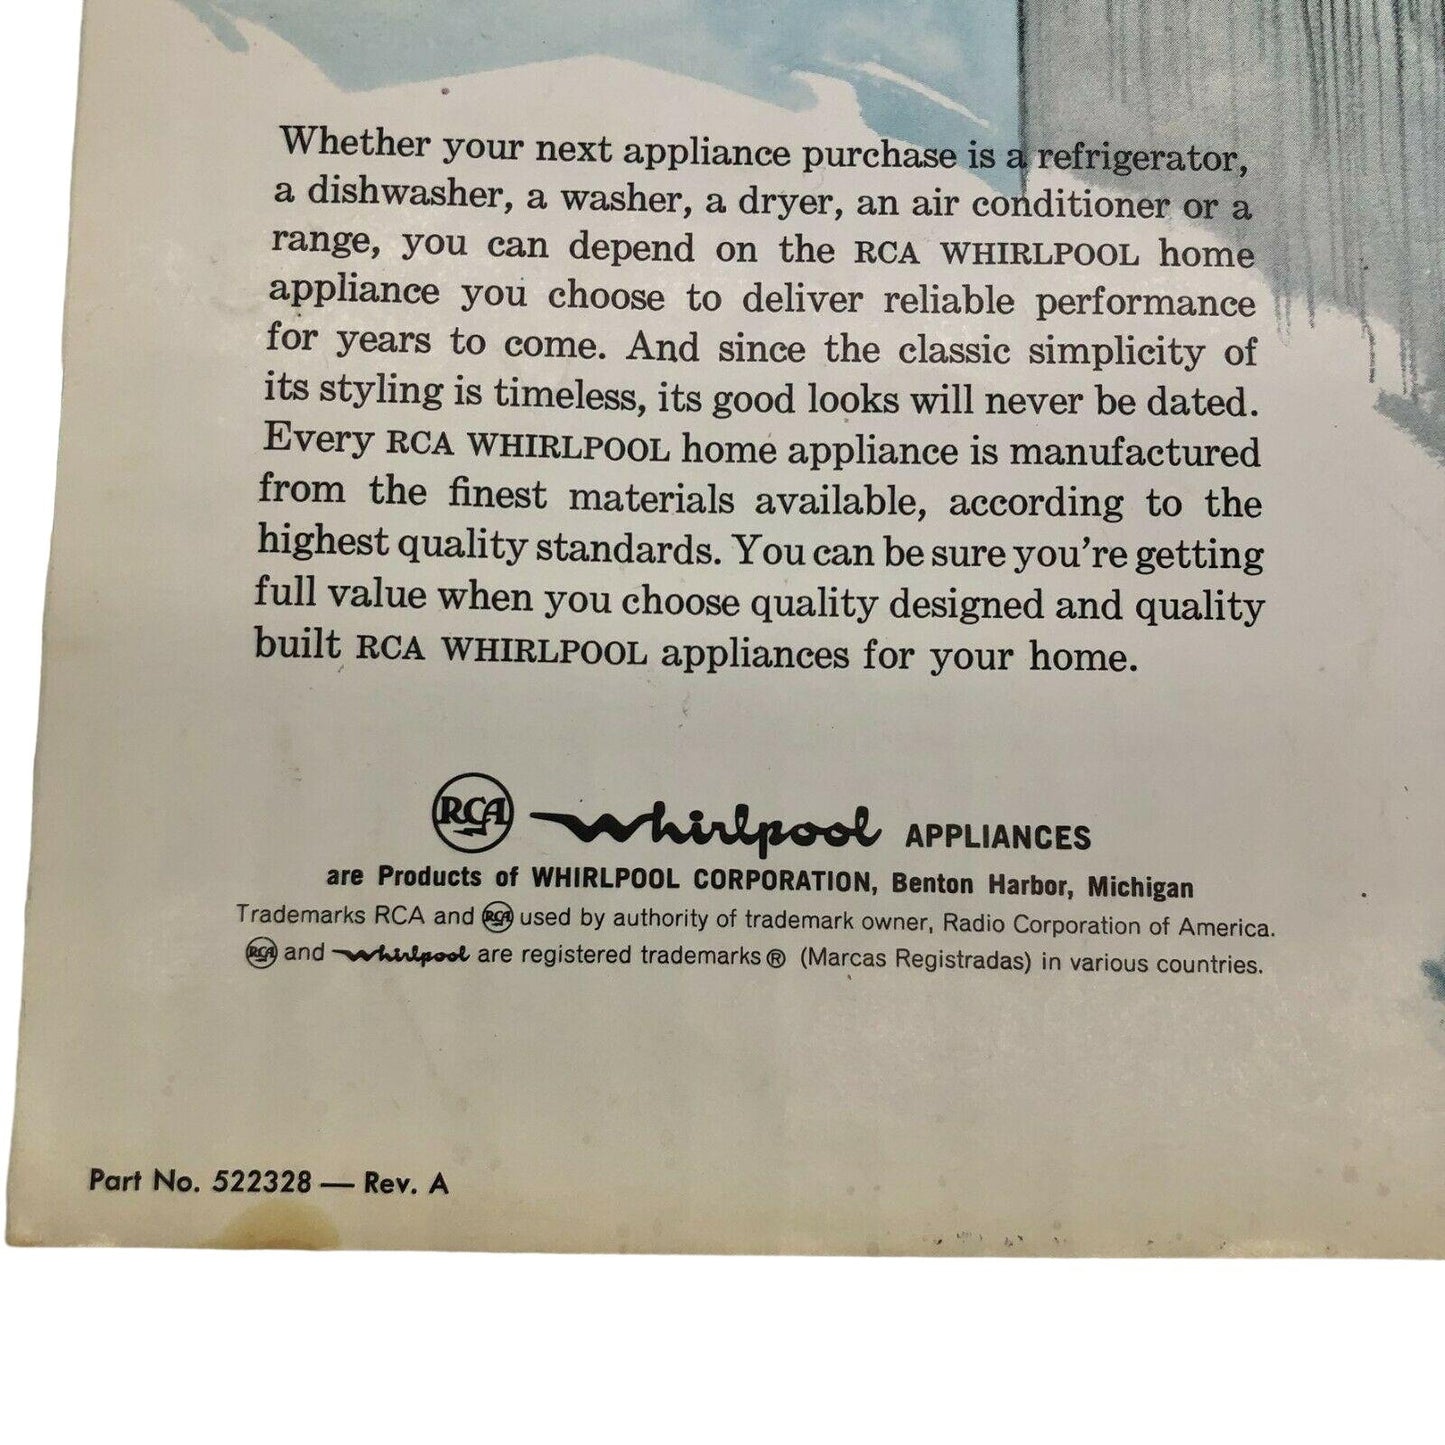 Whether your next appliance purchase is a refrigerator,
a dishwasher, a washer, a dryer, an air conditioner or a
range, you can depend on the RCA WHIRLPOOL home
appliance you choose to deliver reliable performance
for years to come. And since the classic simplicity of
its styling is timeless, its good looks will never be dated.
Every RCA WHIRLPOOL home appliance is manufactured
from the finest materials available, according to the
highest quality standards. You can be sure you're getting
full value when you choose quality designed and quality
built RCA WHIRLPOOL appliances for your home.
RCA Whirlpool APPLIANCES
are Products of WHIRLPOOL CORPORATION, Benton Harbor, Michigan
Trademarks RCA and RCA used by authority of trademark owner, Radio Corporation of America.
RCA and Whirlpool are registered trademarks ® (Marcas Registradas) in various countries.
Part No. 522328 — Rev. A